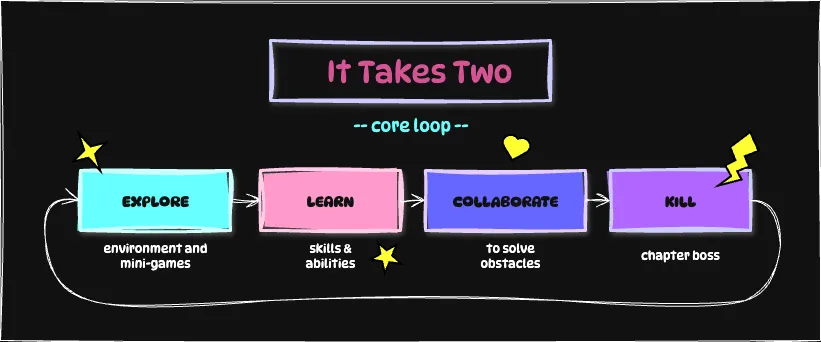 It Takes Two
-- core loop --
EXPLORE
LEARN
COLLABORATE
KILL
environment and
mini-games
skills &
abilities
to solve
obstacles
chapter boss